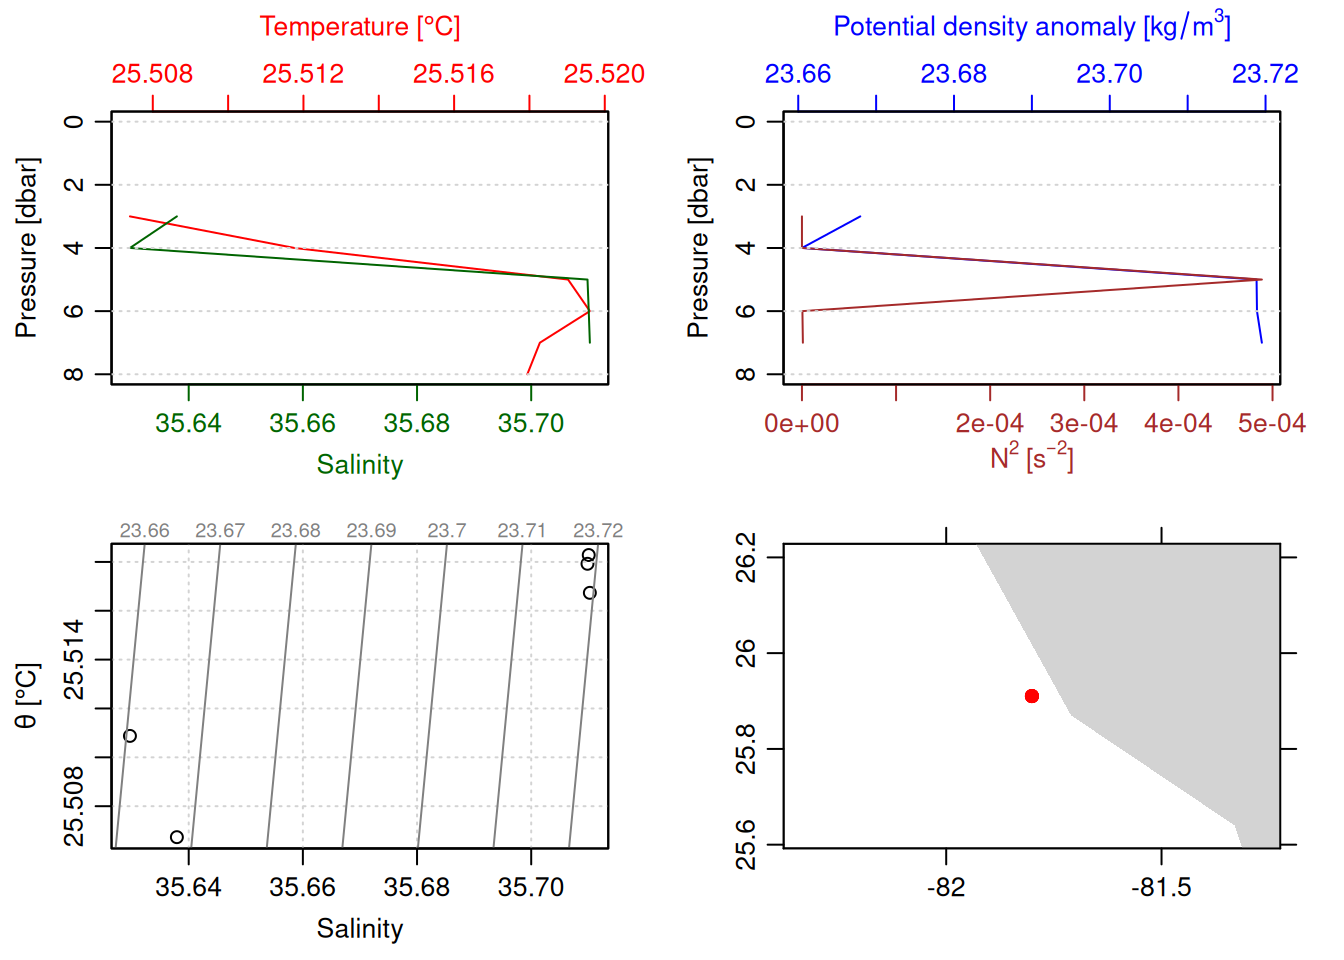 Temperature [°C]
25.508 25.512 25.516 25.520
0
2
4
6
8
Pressure [dbar]
35.64 35.66 35.68 35.70
Salinity
Potential density anomaly [kg/m³]
23.66 23.68 23.70 23.72
0
2
4
6
8
Pressure [dbar]
0e+00 2e-04 3e-04 4e-04 5e-04
N² [s⁻²]
23.66 23.67 23.68 23.69 23.7 23.71 23.72
25.514
25.508
θ [°C]
35.64 35.66 35.68 35.70
Salinity
26.2
26
25.8
25.6
-82 -81.5